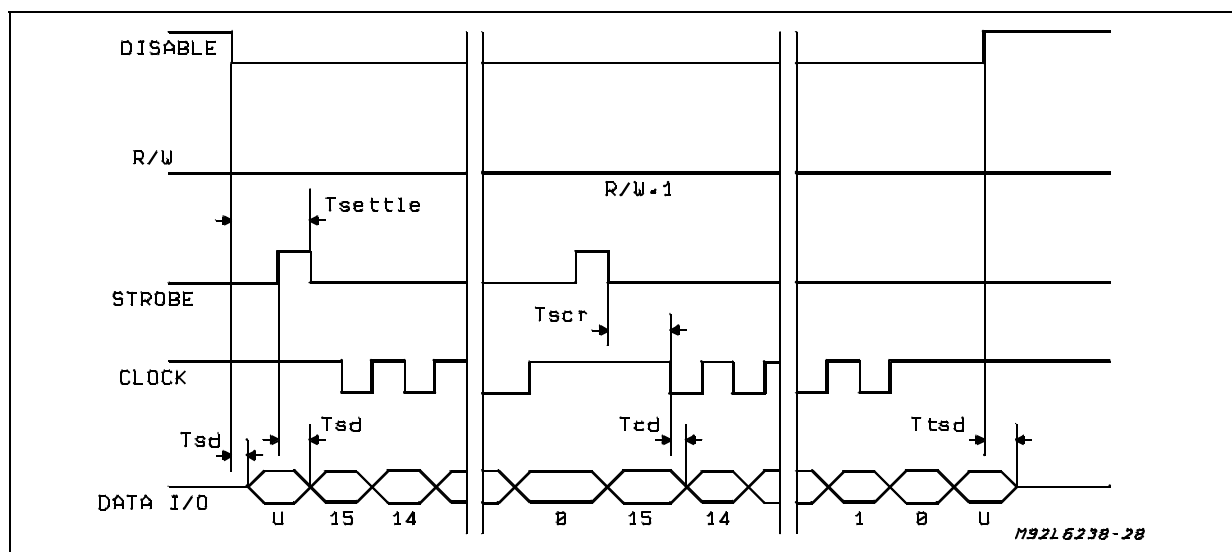 DISABLE
R/W
R/W=1
Tsettle
STROBE
Tscr
CLOCK
Tsd
Tsd
Tcd
Ttsd
DATA I/O
U 15 14 0 15 14 1 0 U
M92L6238-28